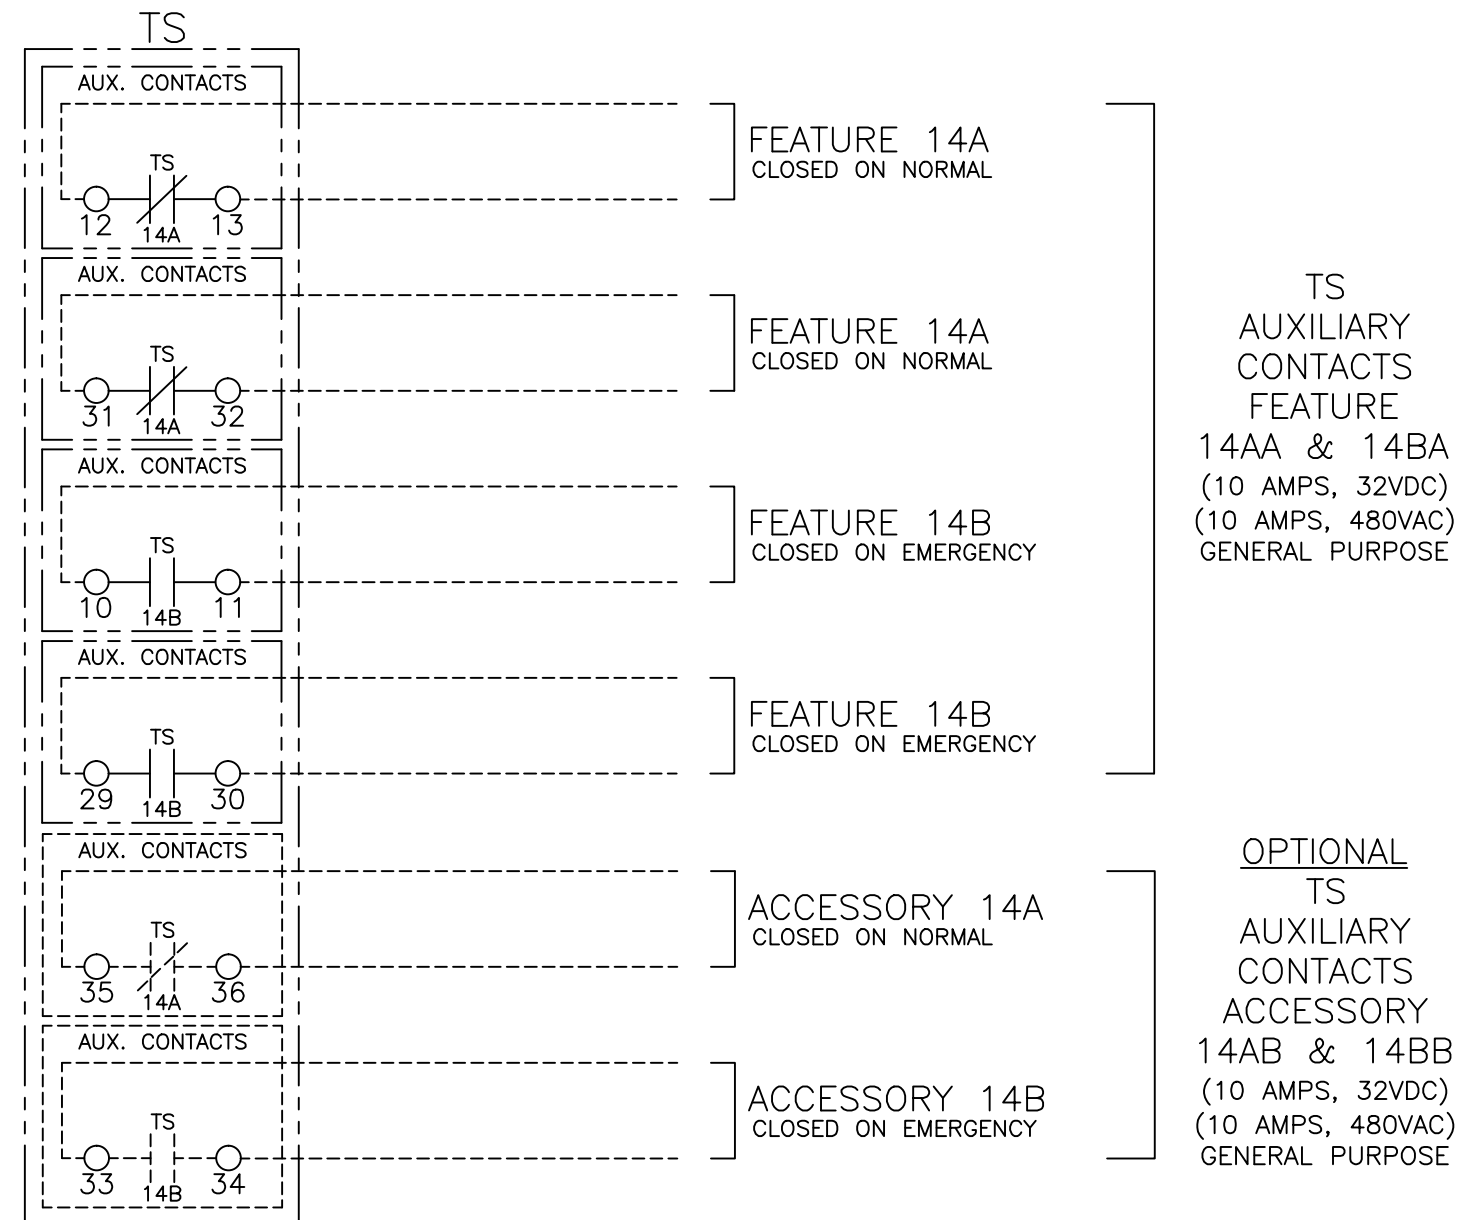 TS
AUX. CONTACTS
TS
12
13
14A
FEATURE 14A
CLOSED ON NORMAL
AUX. CONTACTS
TS
31
32
14A
FEATURE 14A
CLOSED ON NORMAL
AUX. CONTACTS
TS
10
11
14B
FEATURE 14B
CLOSED ON EMERGENCY
AUX. CONTACTS
TS
29
30
14B
FEATURE 14B
CLOSED ON EMERGENCY
TS
AUXILIARY
CONTACTS
FEATURE
14AA & 14BA
(10 AMPS, 32VDC)
(10 AMPS, 480VAC)
GENERAL PURPOSE
AUX. CONTACTS
TS
35
36
14A
ACCESSORY 14A
CLOSED ON NORMAL
AUX. CONTACTS
TS
33
34
14B
ACCESSORY 14B
CLOSED ON EMERGENCY
OPTIONAL
TS
AUXILIARY
CONTACTS
ACCESSORY
14AB & 14BB
(10 AMPS, 32VDC)
(10 AMPS, 480VAC)
GENERAL PURPOSE